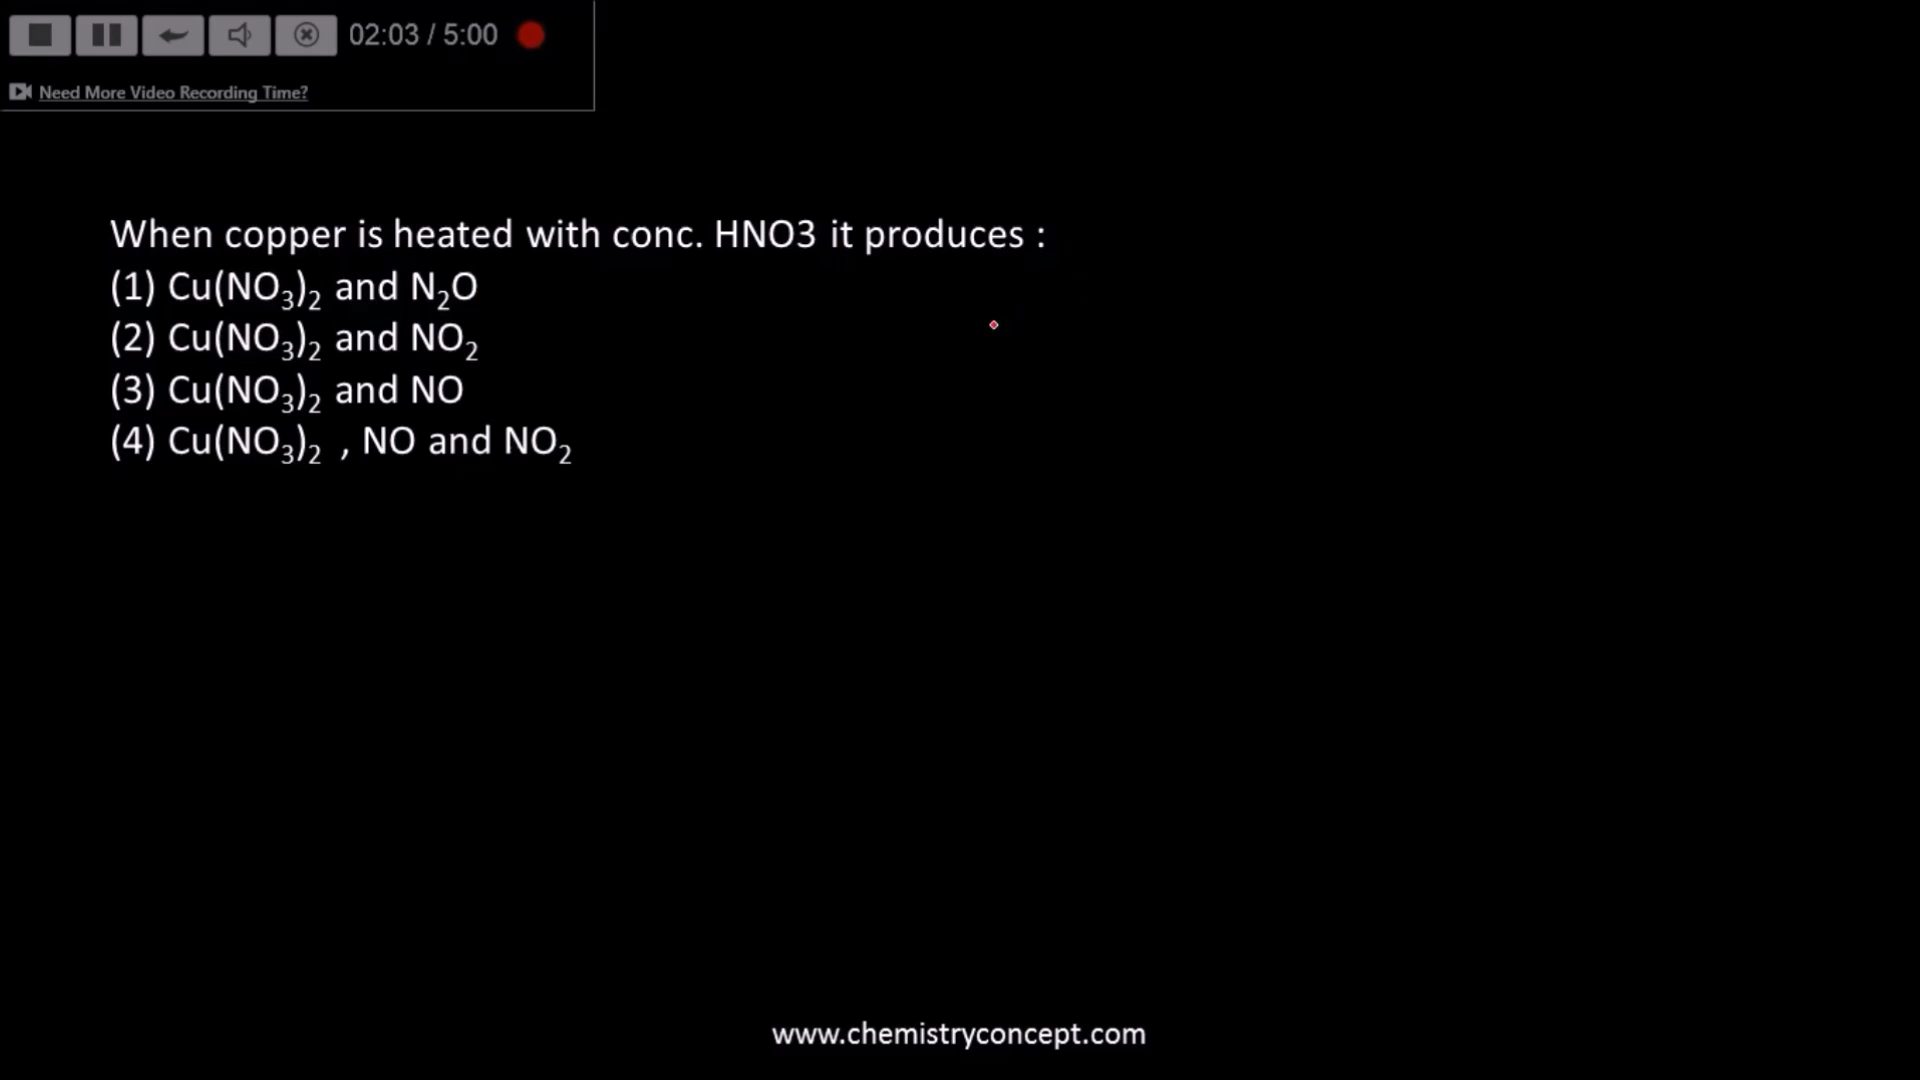 02:03 / 5:00
Need More Video Recording Time?
When copper is heated with conc. HNO3 it produces :
(1) Cu(NO₃)₂ and N₂O
(2) Cu(NO₃)₂ and NO₂
(3) Cu(NO₃)₂ and NO
(4) Cu(NO₃)₂ , NO and NO₂
www.chemistryconcept.com